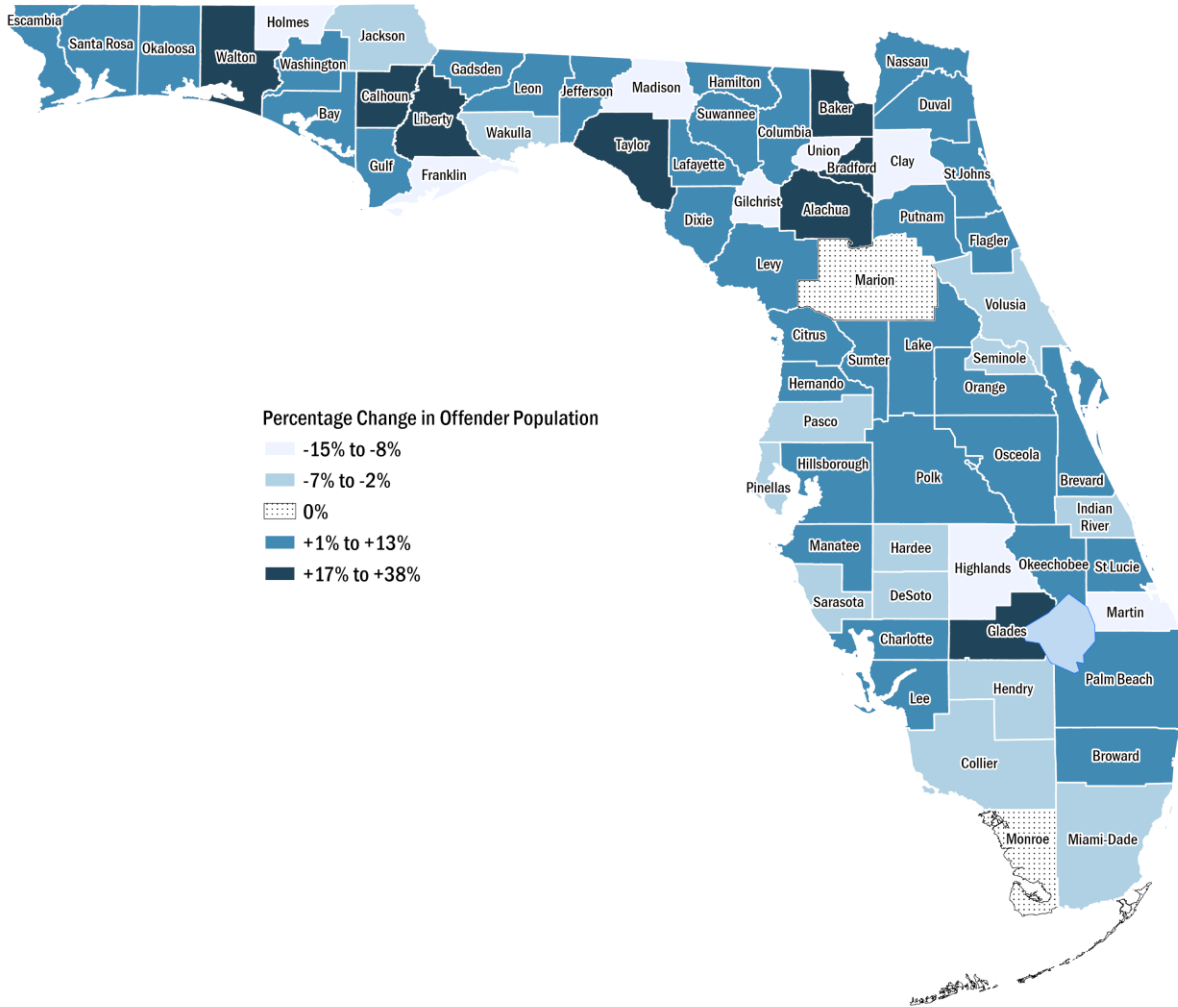 Escambia
Santa Rosa
Okaloosa
Walton
Holmes
Jackson
Washington
Calhoun
Bay
Gulf
Liberty
Gadsden
Leon
Jefferson
Wakulla
Franklin
Madison
Taylor
Hamilton
Suwannee
Columbia
Lafayette
Dixie
Gilchrist
Baker
Union
Bradford
Alachua
Nassau
Duval
Clay
St Johns
Putnam
Flagler
Levy
Marion
Volusia
Citrus
Sumter
Lake
Seminole
Orange
Hernando
Pasco
Pinellas
Hillsborough
Polk
Osceola
Brevard
Indian
River
Percentage Change in Offender Population
-15% to -8%
-7% to -2%
0%
+1% to +13%
+17% to +38%
Manatee
Hardee
Highlands
Okeechobee
St Lucie
Sarasota
DeSoto
Martin
Charlotte
Glades
Lee
Hendry
Palm Beach
Collier
Broward
Monroe
Miami-Dade